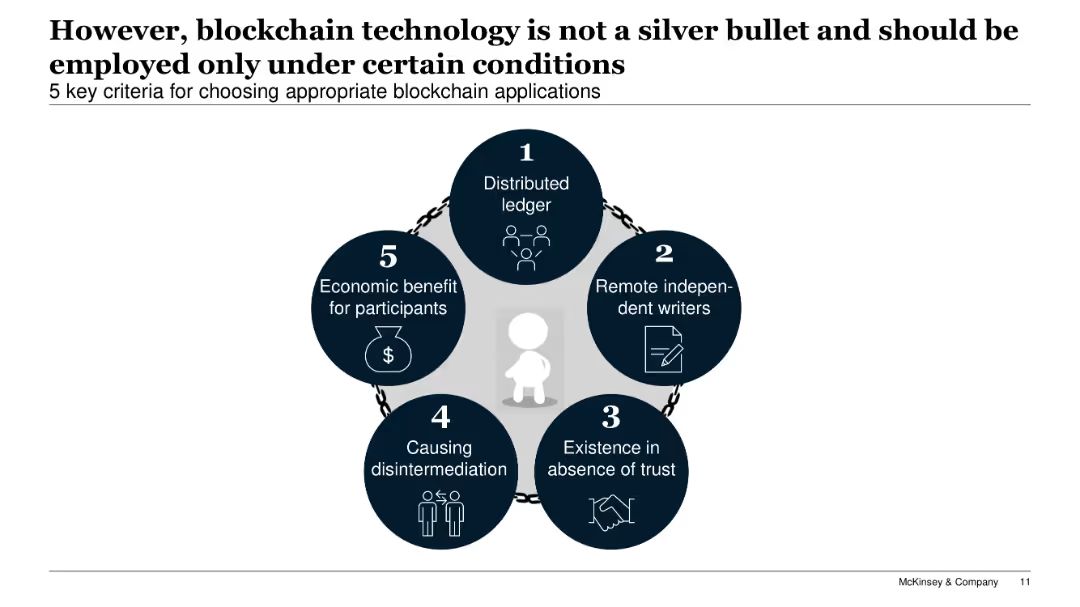 However, blockchain technology is not a silver bullet and should be
employed only under certain conditions
5 key criteria for choosing appropriate blockchain applications
1
Distributed
ledger
2
Remote indepen-
dent writers
3
Existence in
absence of trust
4
Causing
disintermediation
5
Economic benefit
for participants
$
McKinsey & Company 11